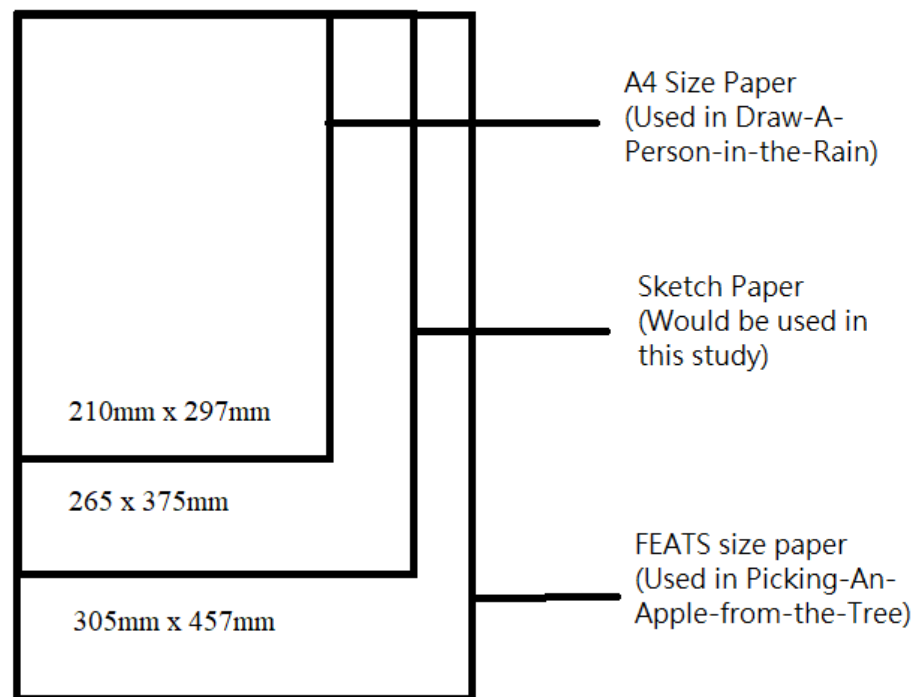 A4 Size Paper
(Used in Draw-A-
Person-in-the-Rain)
Sketch Paper
(Would be used in
this study)
210mm x 297mm
265 x 375mm
FEATS size paper
(Used in Picking-An-
Apple-from-the-Tree)
305mm x 457mm